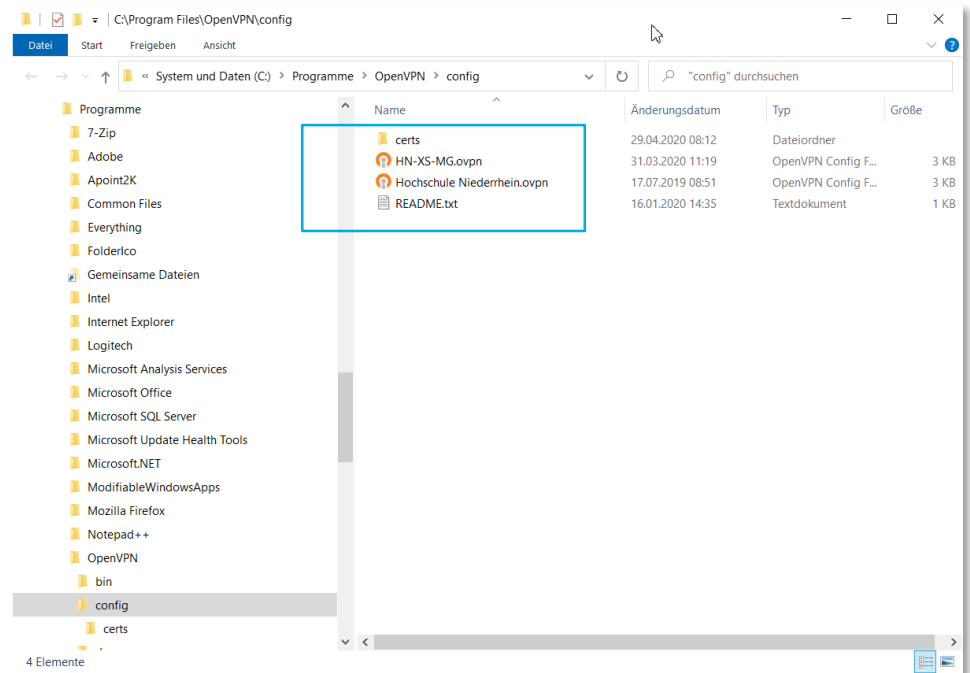 C:\Program Files\OpenVPN\config
Datei Start Freigeben Ansicht
« System und Daten (C:) > Programme > OpenVPN > config
"config" durchsuchen
Programme
7-Zip
Adobe
Apoint2K
Common Files
Everything
FolderIco
Gemeinsame Dateien
Intel
Internet Explorer
Logitech
Microsoft Analysis Services
Microsoft Office
Microsoft SQL Server
Microsoft Update Health Tools
Microsoft.NET
ModifiableWindowsApps
Mozilla Firefox
Notepad++
OpenVPN
bin
config
certs
Name Änderungsdatum Typ Größe
certs 29.04.2020 08:12 Dateiordner
HN-XS-MG.ovpn 31.03.2020 11:19 OpenVPN Config F... 3 KB
Hochschule Niederrhein.ovpn 17.07.2019 08:51 OpenVPN Config F... 3 KB
README.txt 16.01.2020 14:35 Textdokument 1 KB
4 Elemente